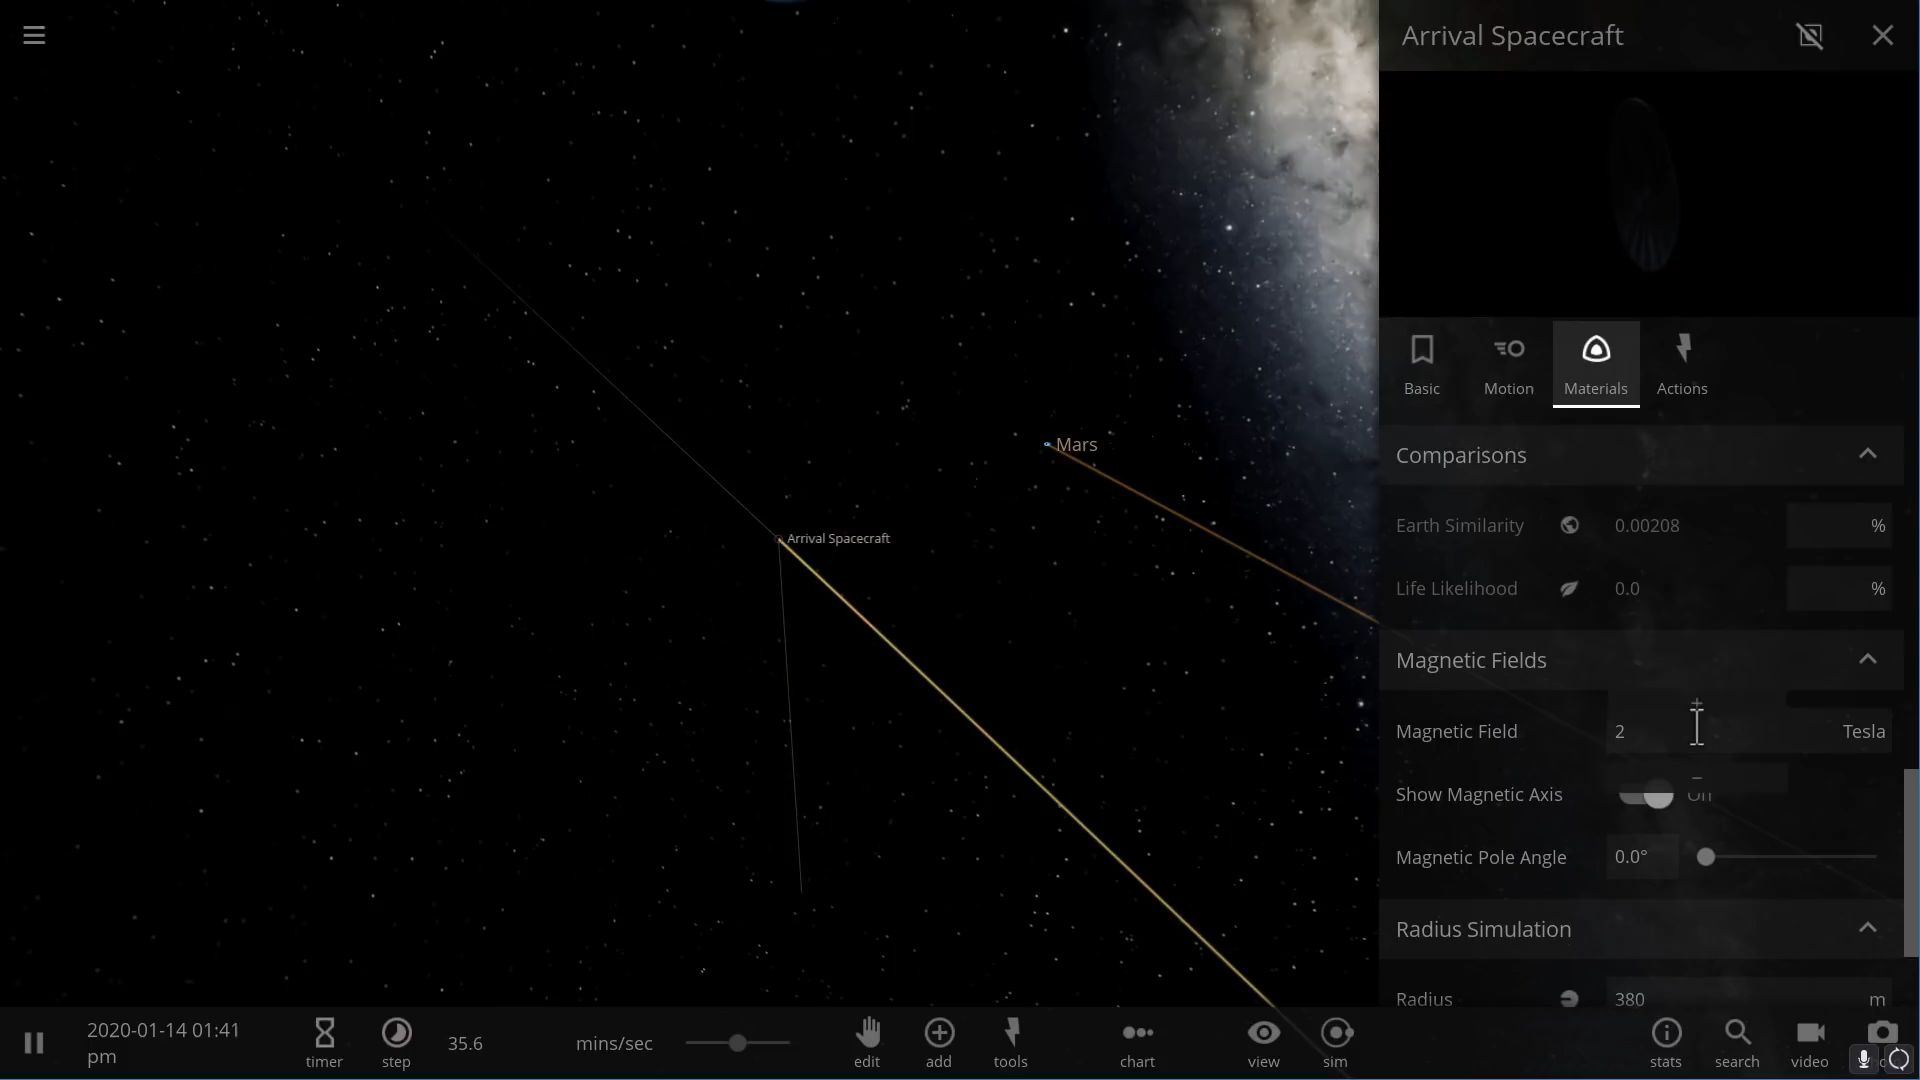 Arrival Spacecraft
Basic
Motion
Materials
Actions
Mars
Arrival Spacecraft
Comparisons
Earth Similarity 0.00208 %
Life Likelihood 0.0 %
Magnetic Fields
Magnetic Field 2 Tesla
Show Magnetic Axis
Magnetic Pole Angle 0.0°
Radius Simulation
Radius 380 m
2020-01-14 01:41
pm
timer
step
35.6
mins/sec
edit
add
tools
chart
view
sim
stats
search
video